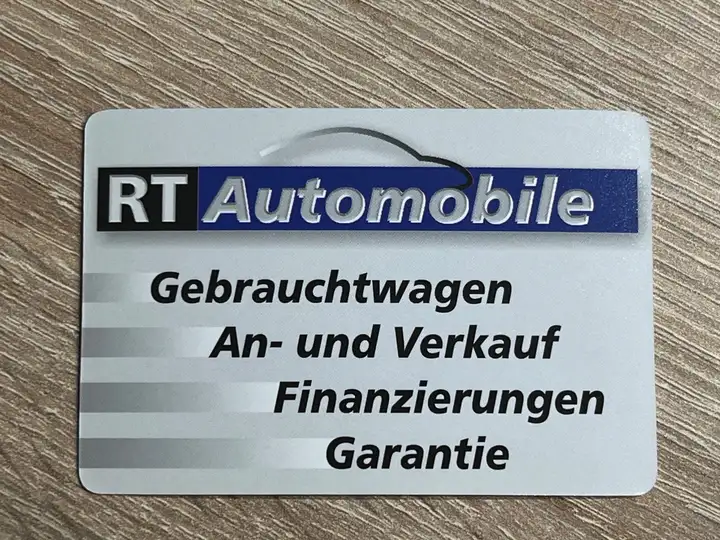 RT Automobile
Gebrauchtwagen
An- und Verkauf
Finanzierungen
Garantie